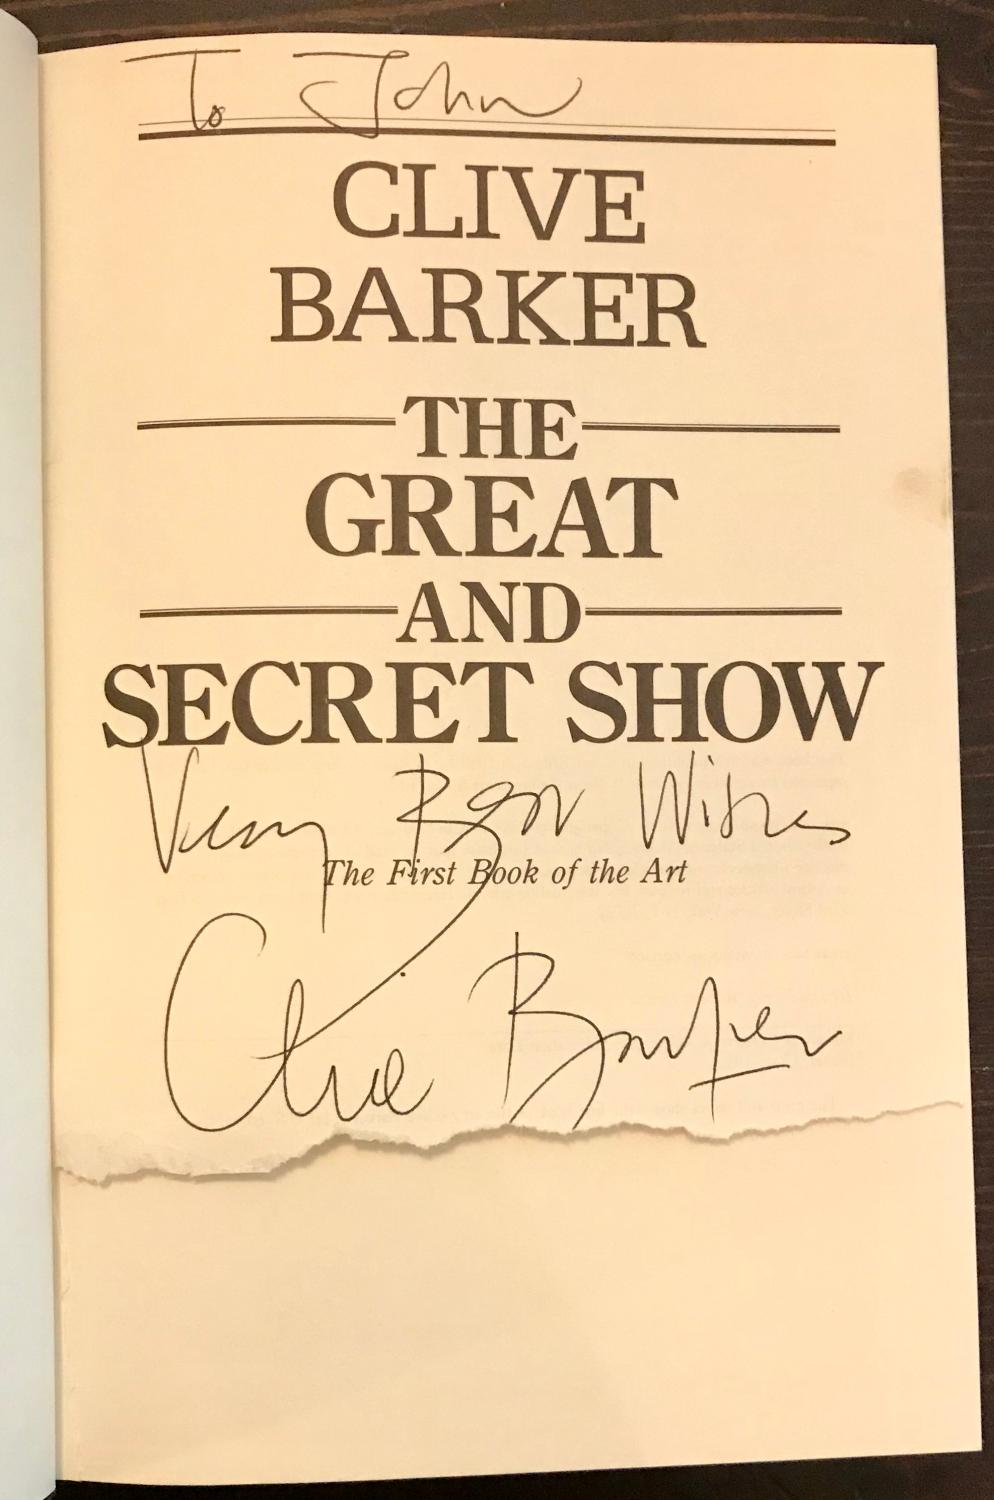 To John
CLIVE
BARKER
THE
GREAT
AND
SECRET SHOW
Very Best Wishes
The First Book of the Art
Clive Barker